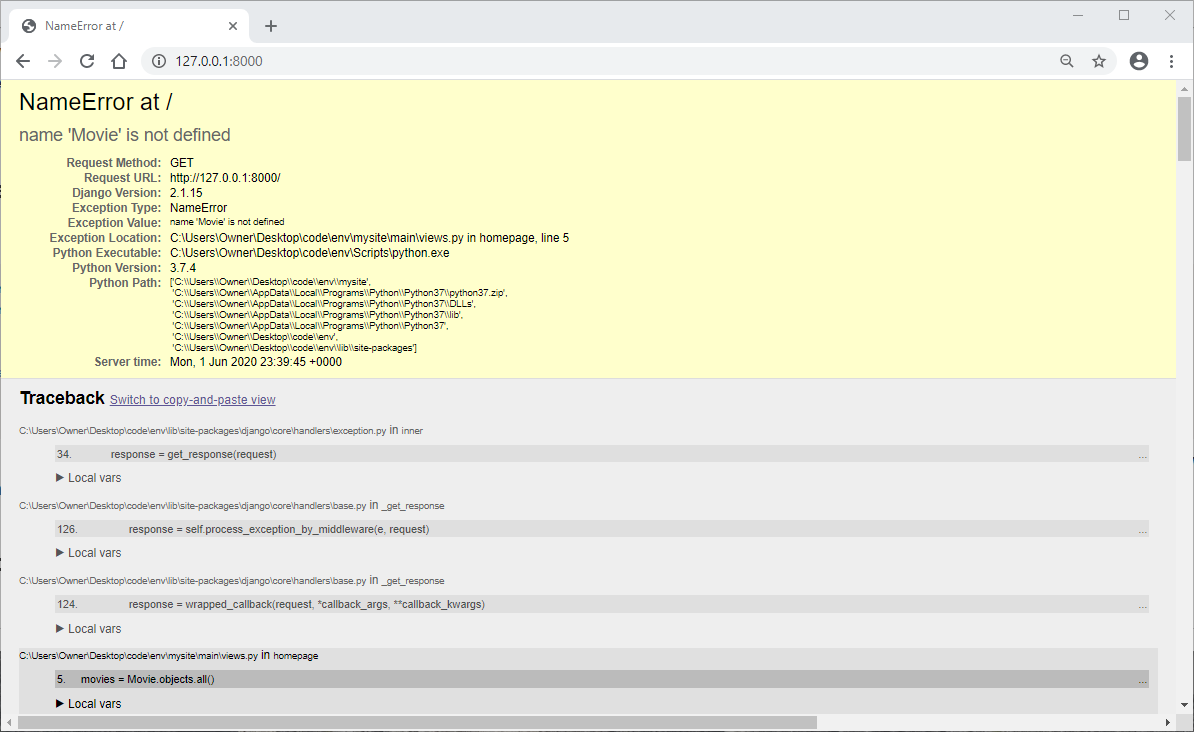 NameError at /
127.0.0.1:8000
NameError at /
name 'Movie' is not defined
Request Method: GET
Request URL: http://127.0.0.1:8000/
Django Version: 2.1.15
Exception Type: NameError
Exception Value: name 'Movie' is not defined
Exception Location: C:\Users\Owner\Desktop\code\env\mysite\main\views.py in homepage, line 5
Python Executable: C:\Users\Owner\Desktop\code\env\Scripts\python.exe
Python Version: 3.7.4
Python Path: ['C:\\Users\\Owner\\Desktop\\code\\env\\mysite',
'C:\\Users\\Owner\\AppData\\Local\\Programs\\Python\\Python37\\python37.zip',
'C:\\Users\\Owner\\AppData\\Local\\Programs\\Python\\Python37\\DLLs',
'C:\\Users\\Owner\\AppData\\Local\\Programs\\Python\\Python37\\lib',
'C:\\Users\\Owner\\AppData\\Local\\Programs\\Python\\Python37',
'C:\\Users\\Owner\\Desktop\\code\\env',
'C:\\Users\\Owner\\Desktop\\code\\env\\lib\\site-packages']
Server time: Mon, 1 Jun 2020 23:39:45 +0000
Traceback Switch to copy-and-paste view
C:\Users\Owner\Desktop\code\env\lib\site-packages\django\core\handlers\exception.py in inner
34. response = get_response(request) ...
▶ Local vars
C:\Users\Owner\Desktop\code\env\lib\site-packages\django\core\handlers\base.py in _get_response
126. response = self.process_exception_by_middleware(e, request) ...
▶ Local vars
C:\Users\Owner\Desktop\code\env\lib\site-packages\django\core\handlers\base.py in _get_response
124. response = wrapped_callback(request, *callback_args, **callback_kwargs) ...
▶ Local vars
C:\Users\Owner\Desktop\code\env\mysite\main\views.py in homepage
5. movies = Movie.objects.all() ...
▶ Local vars